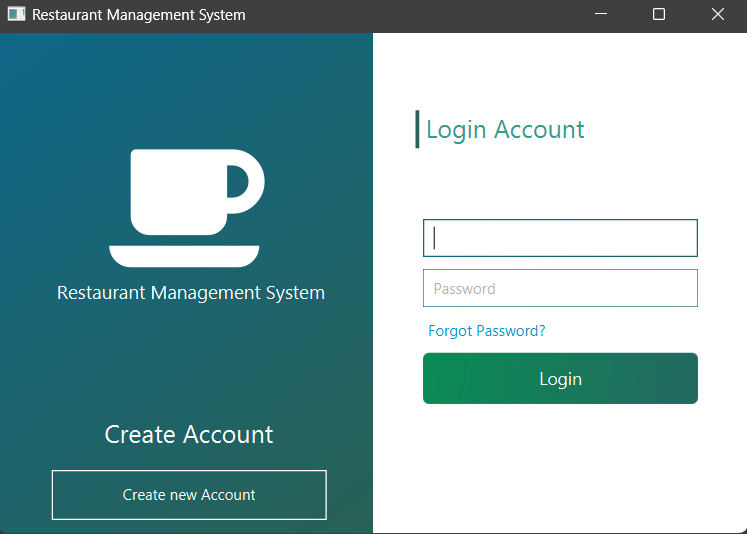 Restaurant Management System
Restaurant Management System
Create Account
Create new Account
Login Account
Password
Forgot Password?
Login